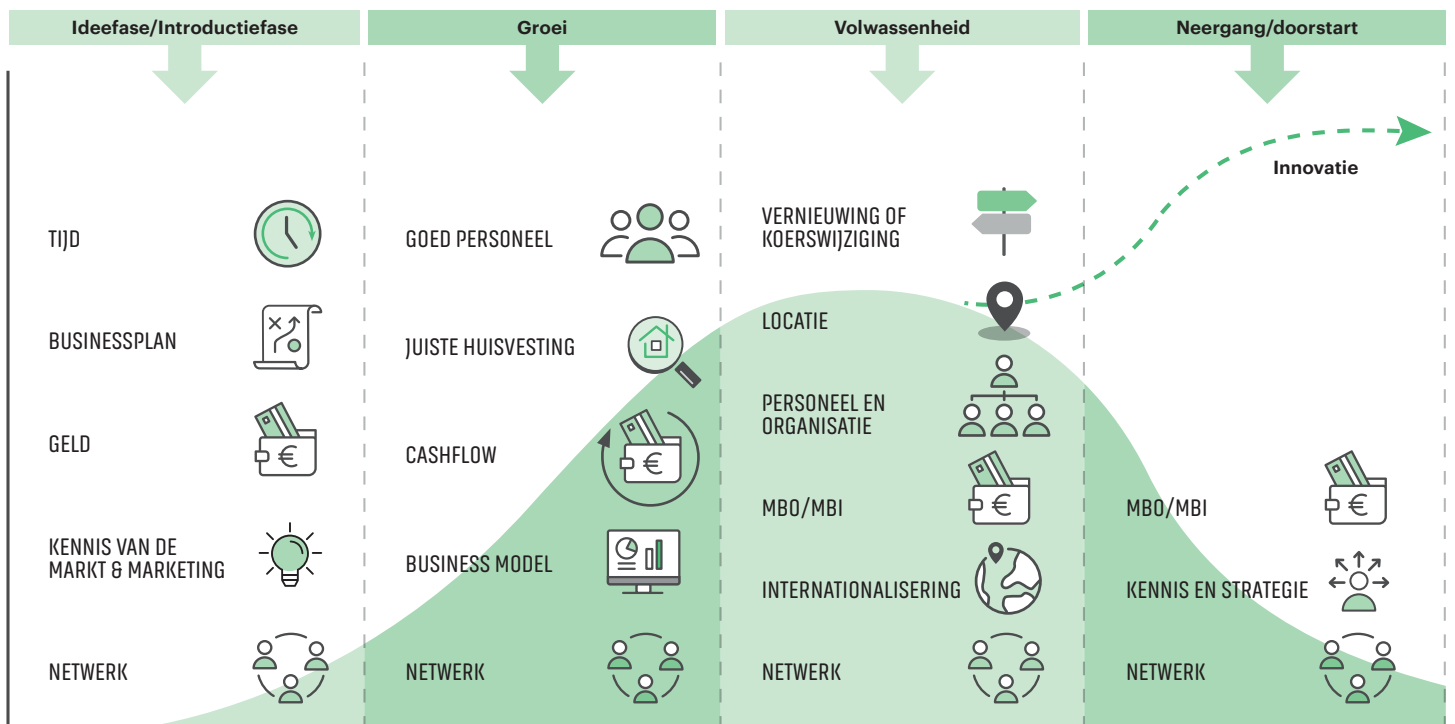 Ideefase/Introductiefase
Groei
Volwassenheid
Neergang/doorstart
Innovatie
TIJD
BUSINESSPLAN
GELD
€
KENNIS VAN DE
MARKT & MARKETING
NETWERK
GOED PERSONEEL
JUISTE HUISVESTING
CASHFLOW
€
BUSINESS MODEL
NETWERK
VERNIEUWING OF
KOERSWIJZIGING
LOCATIE
PERSONEEL EN
ORGANISATIE
MBO/MBI
€
INTERNATIONALISERING
NETWERK
MBO/MBI
€
KENNIS EN STRATEGIE
NETWERK